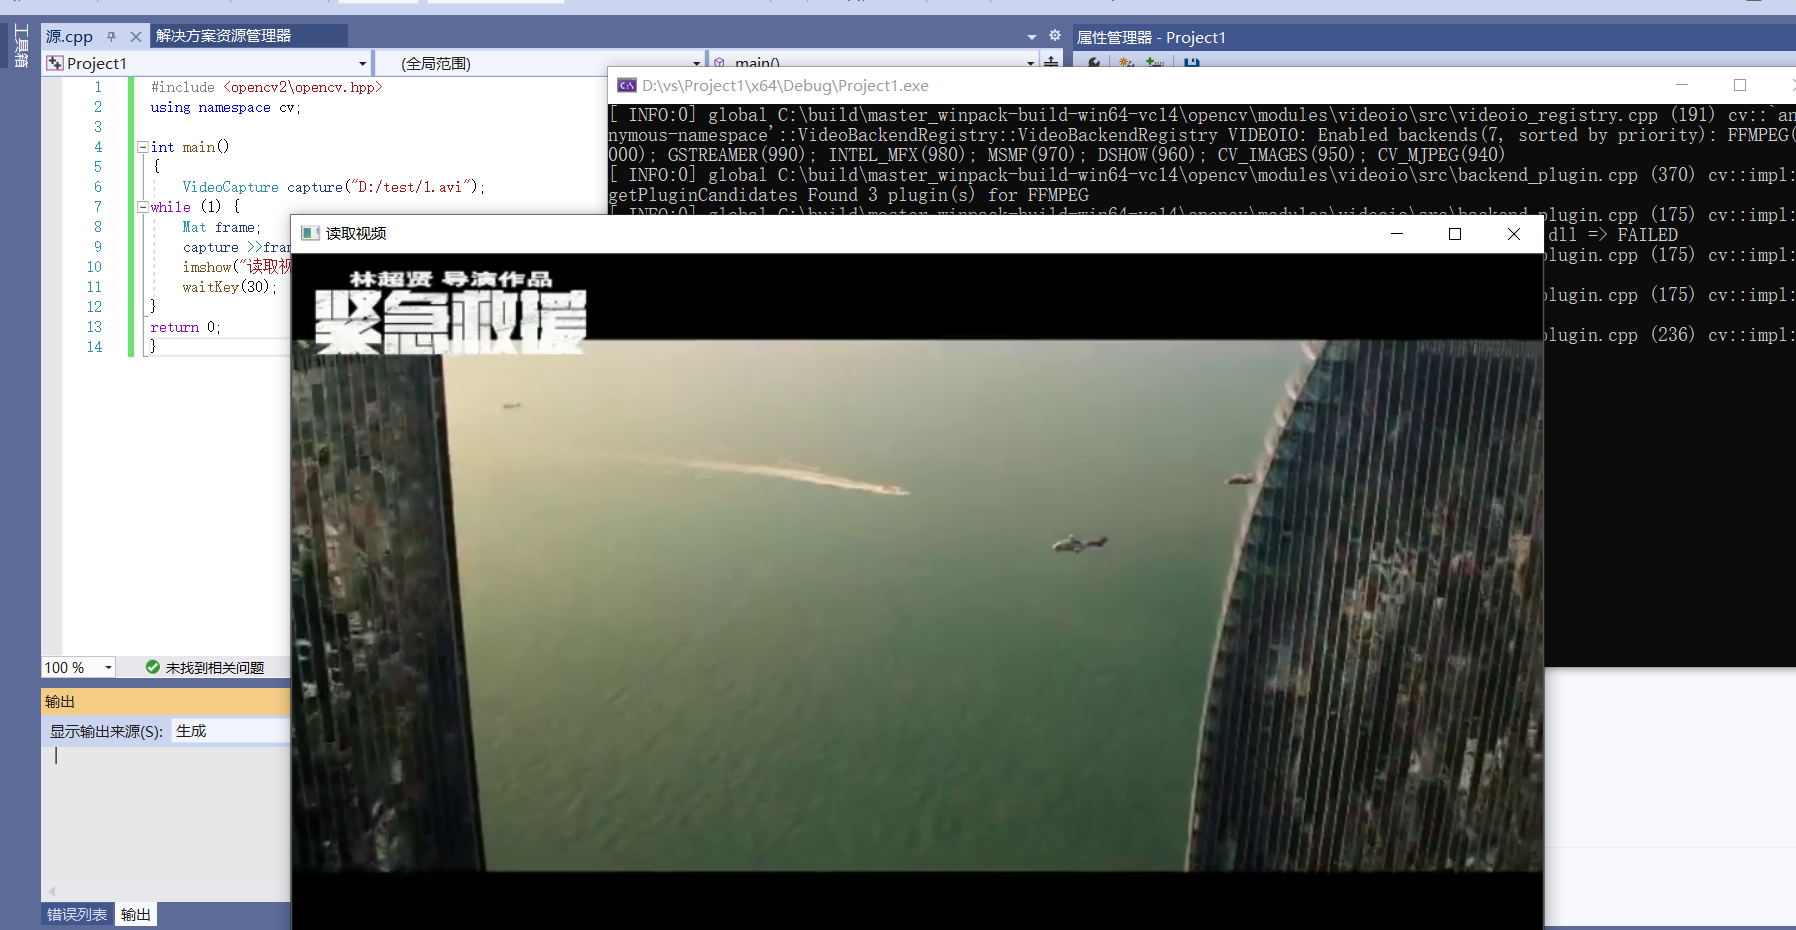 工具箱
源.cpp
解决方案资源管理器
属性管理器 - Project1
Project1
(全局范围)
main()
1 #include <opencv2\opencv.hpp>
2 using namespace cv;
3
4 int main()
5 {
6 VideoCapture capture("D:/test/1.avi");
7 while (1) {
8 Mat frame;
9 capture >>fran
10 imshow("读取视
11 waitKey(30);
12 }
13 return 0;
14 }
D:\vs\Project1\x64\Debug\Project1.exe
[ INFO:0] global C:\build\master_winpack-build-win64-vc14\opencv\modules\videoio\src\videoio_registry.cpp (191) cv::`an
nymous-namespace'::VideoBackendRegistry::VideoBackendRegistry VIDEOIO: Enabled backends(7, sorted by priority): FFMPEG(
000); GSTREAMER(990); INTEL_MFX(980); MSMF(970); DSHOW(960); CV_IMAGES(950); CV_MJPEG(940)
[ INFO:0] global C:\build\master_winpack-build-win64-vc14\opencv\modules\videoio\src\backend_plugin.cpp (370) cv::impl:
getPluginCandidates Found 3 plugin(s) for FFMPEG
[ INFO:0] global C:\build\master_winpack-build-win64-vc14\opencv\modules\videoio\src\backend_plugin.cpp (175) cv::impl:
dll => FAILED
plugin.cpp (175) cv::impl:
plugin.cpp (175) cv::impl:
plugin.cpp (236) cv::impl:
读取视频
林超贤 导演作品
紧急救援
100 %
未找到相关问题
输出
显示输出来源(S):
生成
错误列表
输出